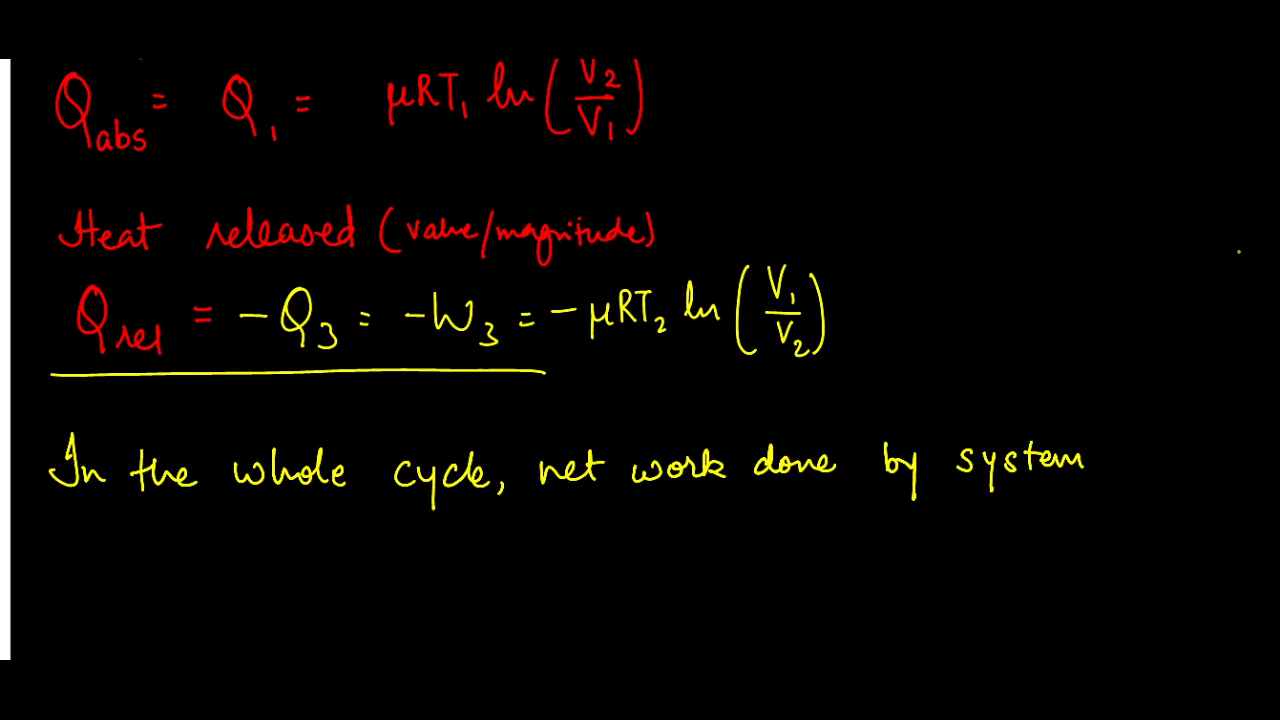 Qabs = Q₁ = μRT₁ ln(V₂/V₁)
Heat released (value/magnitude)
Qrel = -Q₃ = -W₃ = -μRT₂ ln(V₁/V₂)
In the whole cycle, net work done by system